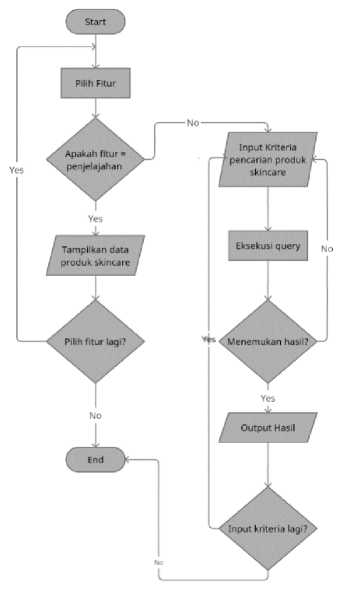 Start
Pilih Fitur
Apakah fitur =
penjelajahan
No
Yes
Yes
Tampilkan data
produk skincare
Pilih fitur lagi?
No
End
Input Kriteria
pencarian produk
skincare
Eksekusi query
No
Menemukan hasil?
Yes
Yes
Output Hasil
Input kriteria lagi?
No